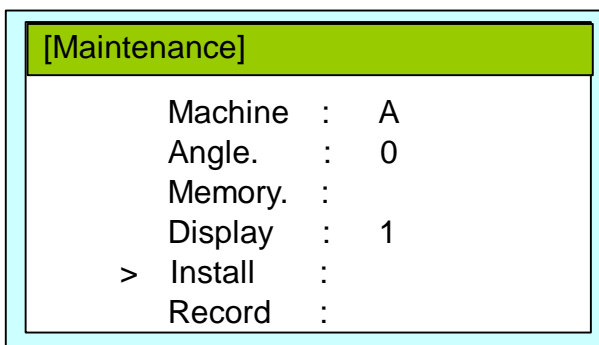 [Maintenance]
Machine : A
Angle. : 0
Memory. :
Display : 1
> Install :
Record :